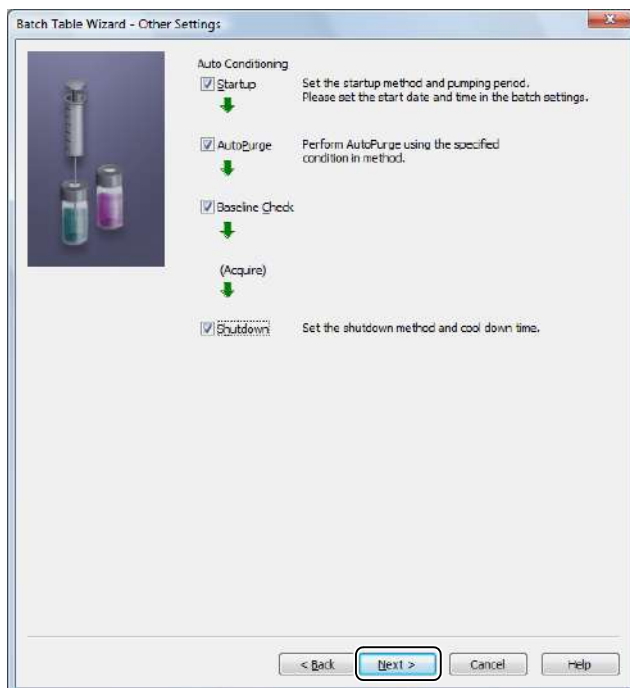 Batch Table Wizard - Other Settings
Auto Conditioning
Startup
Set the startup method and pumping period.
Please set the start date and time in the batch settings.
AutoPurge
Perform AutoPurge using the specified
condition in method.
Baseline Check
(Acquire)
Shutdown
Set the shutdown method and cool down time.
< Back
Next >
Cancel
Help